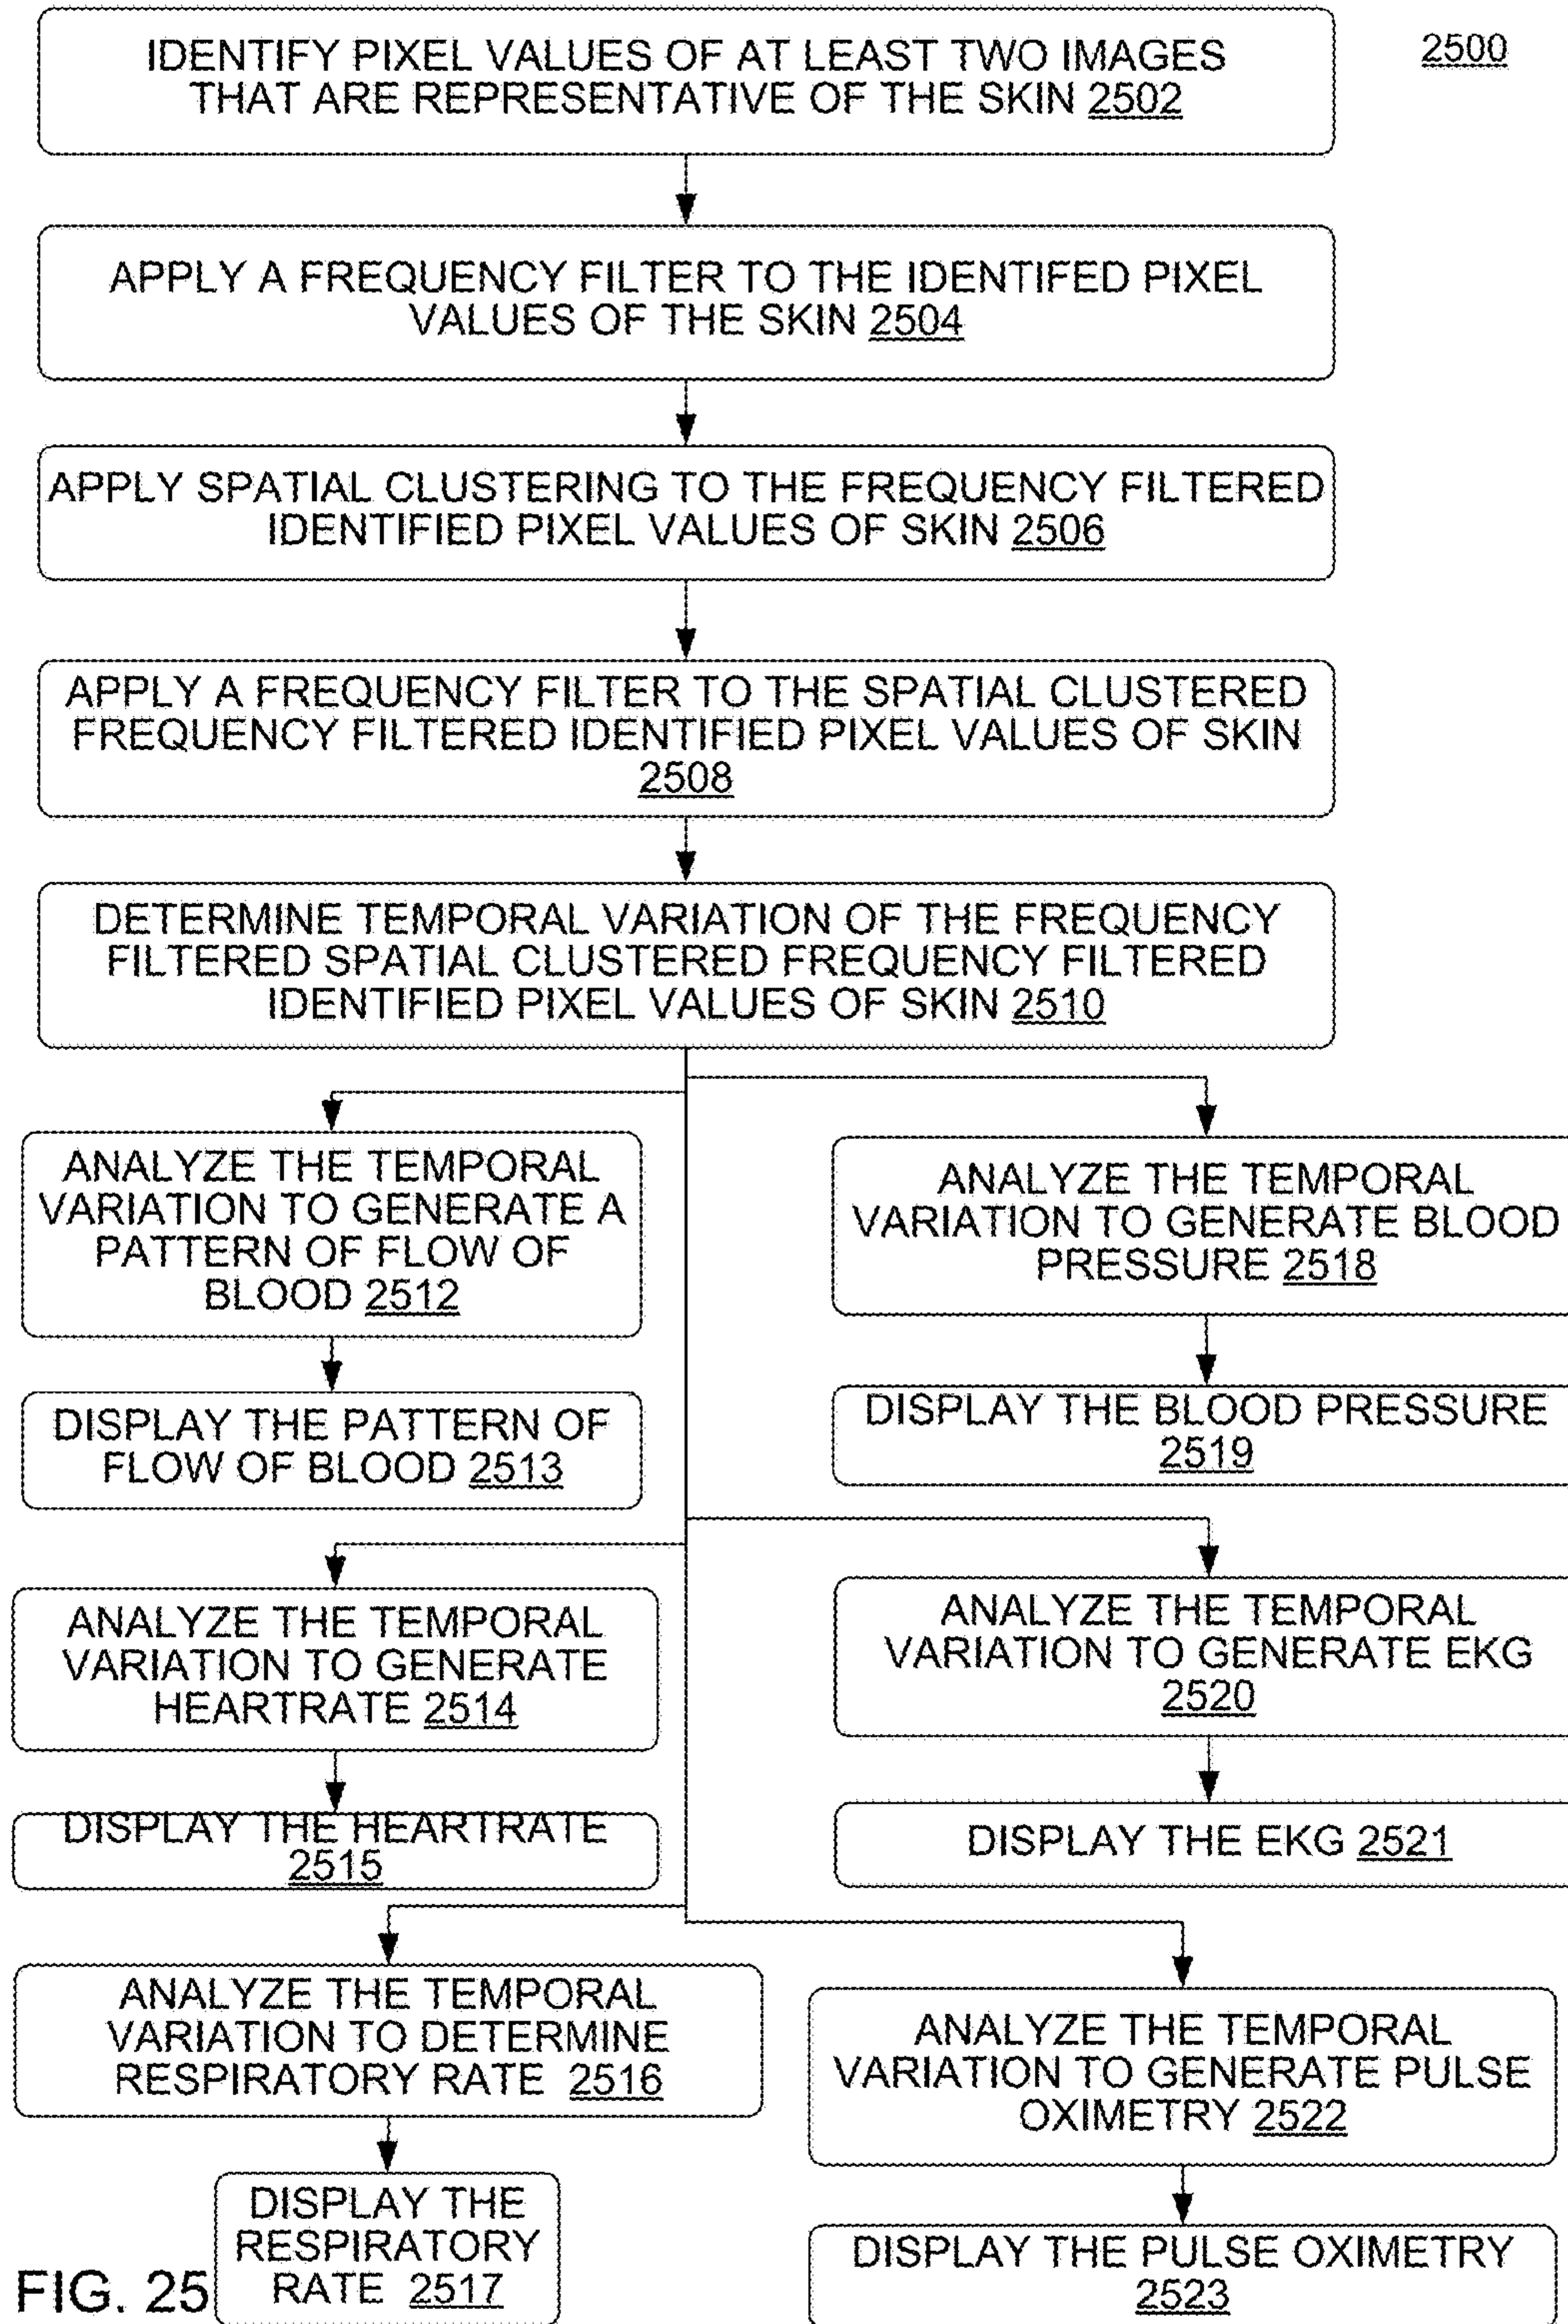 2500
IDENTIFY PIXEL VALUES OF AT LEAST TWO IMAGES
THAT ARE REPRESENTATIVE OF THE SKIN 2502
APPLY A FREQUENCY FILTER TO THE IDENTIFED PIXEL
VALUES OF THE SKIN 2504
APPLY SPATIAL CLUSTERING TO THE FREQUENCY FILTERED
IDENTIFIED PIXEL VALUES OF SKIN 2506
APPLY A FREQUENCY FILTER TO THE SPATIAL CLUSTERED
FREQUENCY FILTERED IDENTIFIED PIXEL VALUES OF SKIN
2508
DETERMINE TEMPORAL VARIATION OF THE FREQUENCY
FILTERED SPATIAL CLUSTERED FREQUENCY FILTERED
IDENTIFIED PIXEL VALUES OF SKIN 2510
ANALYZE THE TEMPORAL
VARIATION TO GENERATE A
PATTERN OF FLOW OF
BLOOD 2512
DISPLAY THE PATTERN OF
FLOW OF BLOOD 2513
ANALYZE THE TEMPORAL
VARIATION TO GENERATE BLOOD
PRESSURE 2518
DISPLAY THE BLOOD PRESSURE
2519
ANALYZE THE TEMPORAL
VARIATION TO GENERATE
HEARTRATE 2514
DISPLAY THE HEARTRATE
2515
ANALYZE THE TEMPORAL
VARIATION TO GENERATE EKG
2520
DISPLAY THE EKG 2521
ANALYZE THE TEMPORAL
VARIATION TO DETERMINE
RESPIRATORY RATE 2516
DISPLAY THE
RESPIRATORY
RATE 2517
ANALYZE THE TEMPORAL
VARIATION TO GENERATE PULSE
OXIMETRY 2522
DISPLAY THE PULSE OXIMETRY
2523
FIG. 25